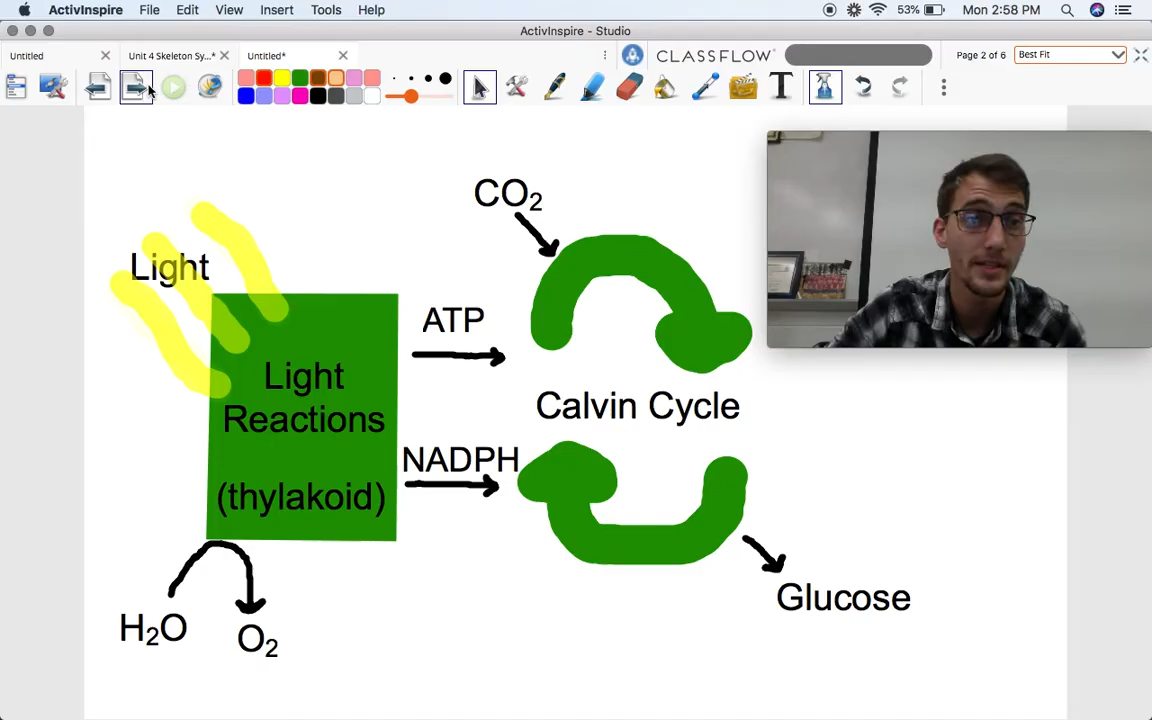 ActivInspire File Edit View Insert Tools Help 53% Mon 2:58 PM
ActivInspire - Studio
Untitled Unit 4 Skeleton Sy...* Untitled* CLASSFLOW Page 2 of 6 Best Fit
CO₂
Light
ATP
Light
Reactions
Calvin Cycle
NADPH
(thylakoid)
Glucose
H₂O
O₂